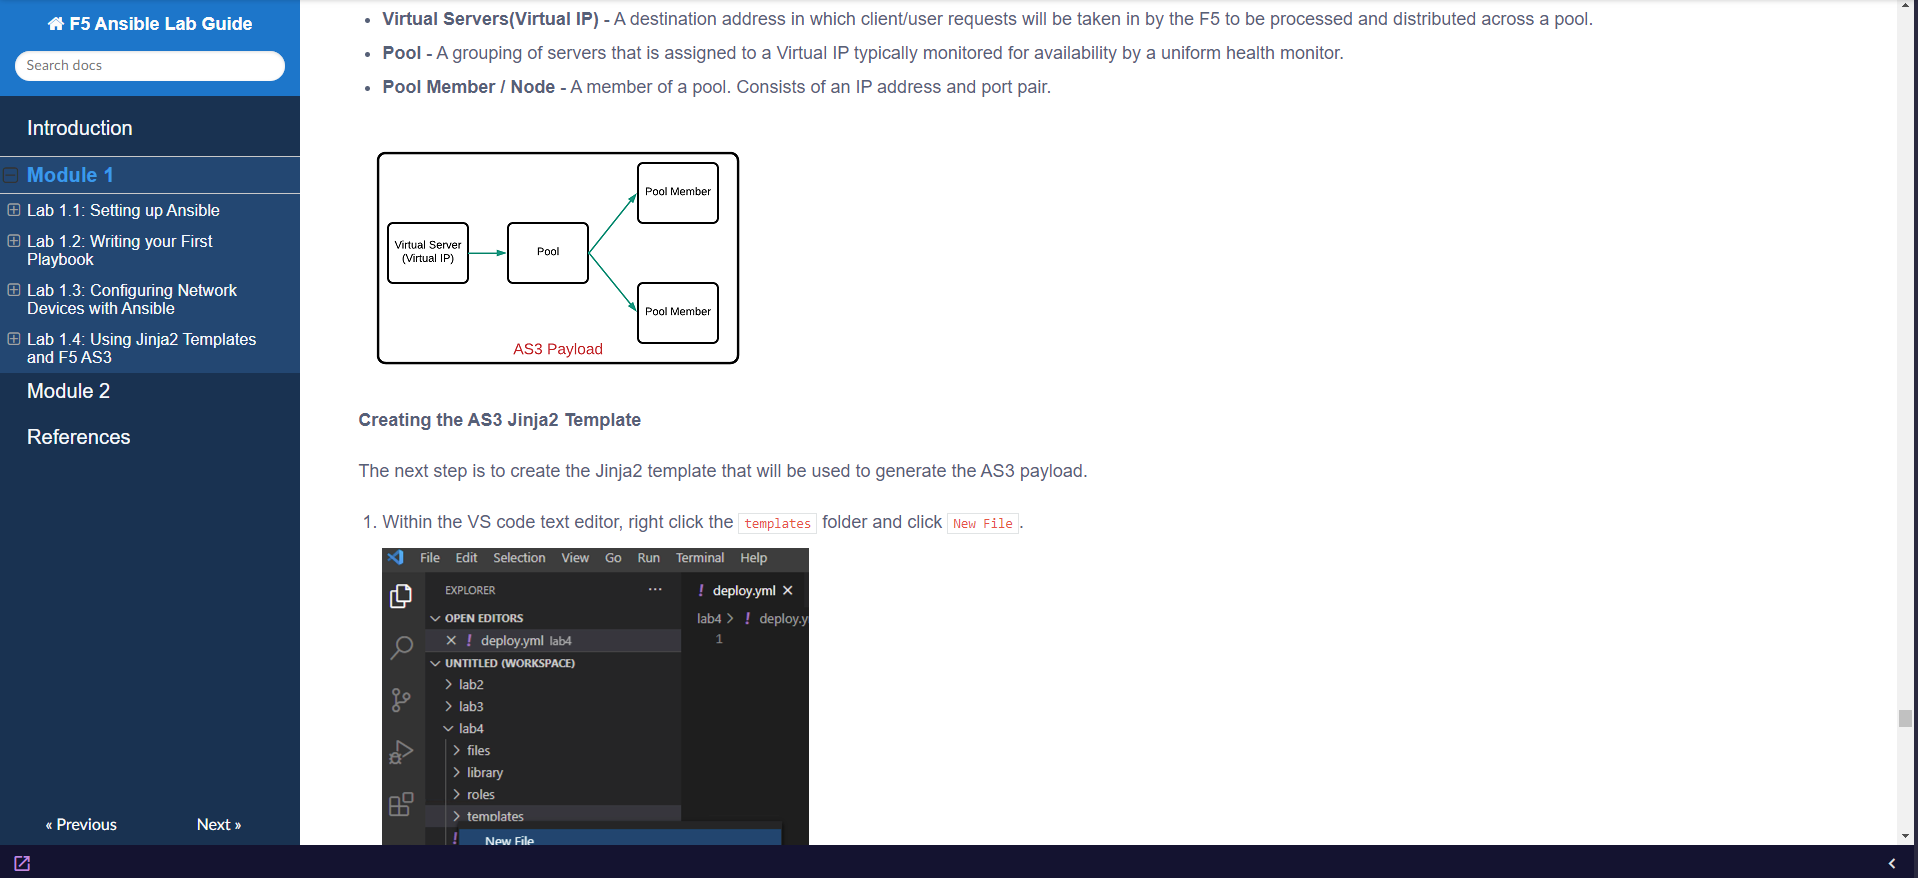 F5 Ansible Lab Guide
Search docs
Introduction
Module 1
Lab 1.1: Setting up Ansible
Lab 1.2: Writing your First
Playbook
Lab 1.3: Configuring Network
Devices with Ansible
Lab 1.4: Using Jinja2 Templates
and F5 AS3
Module 2
References
« Previous
Next »
• Virtual Servers(Virtual IP) - A destination address in which client/user requests will be taken in by the F5 to be processed and distributed across a pool.
• Pool - A grouping of servers that is assigned to a Virtual IP typically monitored for availability by a uniform health monitor.
• Pool Member / Node - A member of a pool. Consists of an IP address and port pair.
Virtual Server
(Virtual IP)
Pool
Pool Member
Pool Member
AS3 Payload
Creating the AS3 Jinja2 Template
The next step is to create the Jinja2 template that will be used to generate the AS3 payload.
1. Within the VS code text editor, right click the templates folder and click New File.
File Edit Selection View Go Run Terminal Help
EXPLORER
OPEN EDITORS
! deploy.yml lab4
UNTITLED (WORKSPACE)
lab2
lab3
lab4
files
library
roles
templates
New File
! deploy.yml
lab4 > ! deploy.y
1